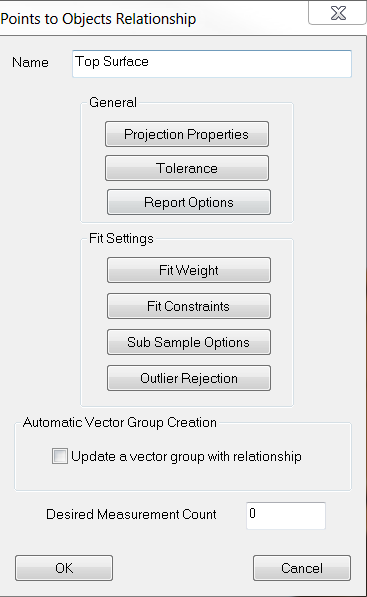 Points to Objects Relationship
Name Top Surface
General
Projection Properties
Tolerance
Report Options
Fit Settings
Fit Weight
Fit Constraints
Sub Sample Options
Outlier Rejection
Automatic Vector Group Creation
Update a vector group with relationship
Desired Measurement Count 0
OK Cancel